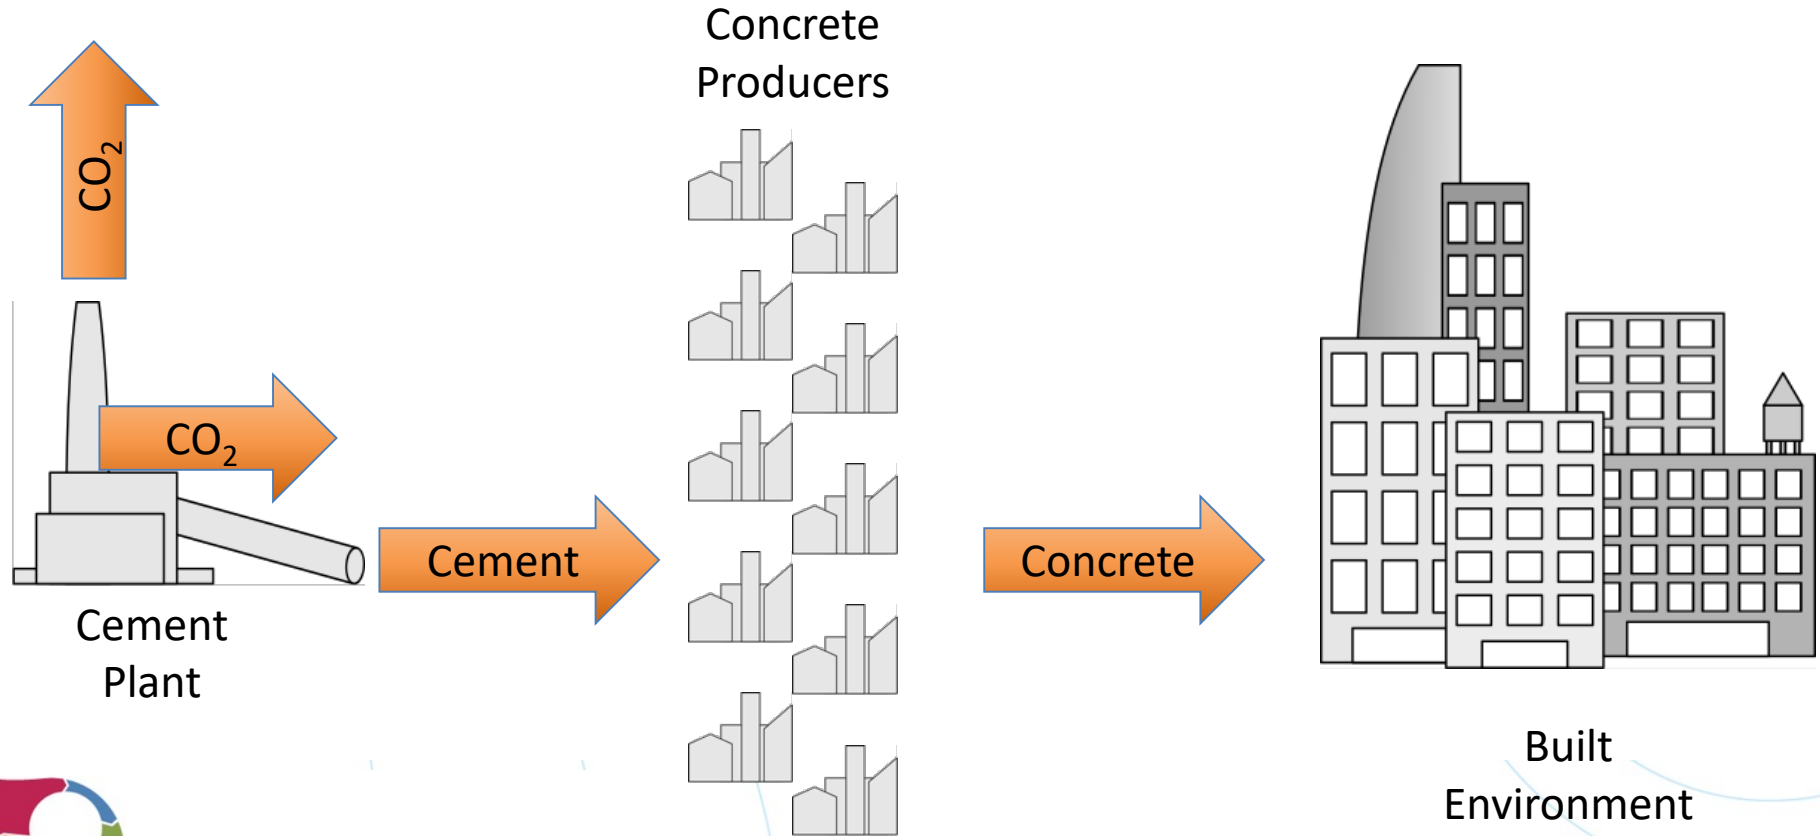 Concrete
Producers
CO₂
CO₂
Cement
Concrete
Cement
Plant
Built
Environment